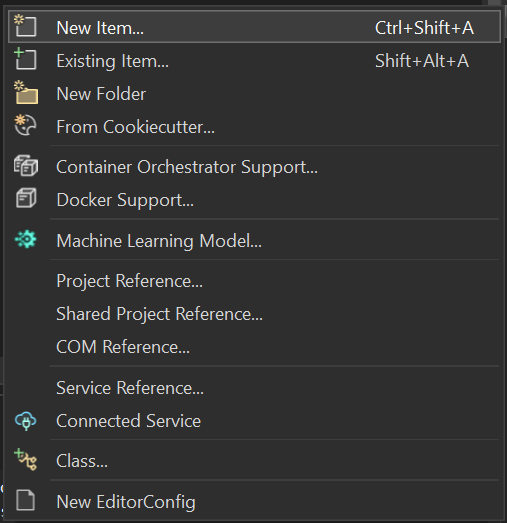 New Item... Ctrl+Shift+A
Existing Item... Shift+Alt+A
New Folder
From Cookiecutter...
Container Orchestrator Support...
Docker Support...
Machine Learning Model...
Project Reference...
Shared Project Reference...
COM Reference...
Service Reference...
Connected Service
Class...
New EditorConfig